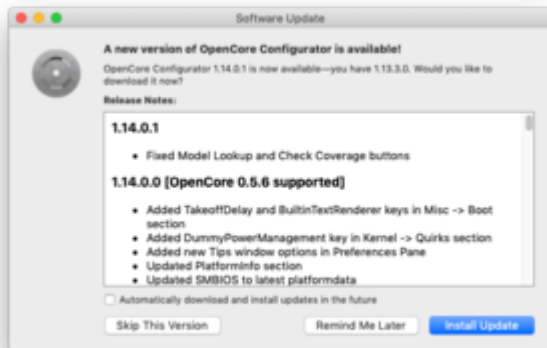 Software Update
A new version of OpenCore Configurator is available!
OpenCore Configurator 1.14.0.1 is now available—you have 1.13.3.0. Would you like to
download it now?
Release Notes:
1.14.0.1
• Fixed Model Lookup and Check Coverage buttons
1.14.0.0 [OpenCore 0.5.6 supported]
• Added TakeoffDelay and BuiltinTextRenderer keys in Misc -> Boot
section
• Added DummyPowerManagement key in Kernel -> Quirks section
• Added new Tips window options in Preferences Pane
• Updated PlatformInfo section
• Updated SMBIOS to latest platformdata
Automatically download and install updates in the future
Skip This Version
Remind Me Later
Install Update